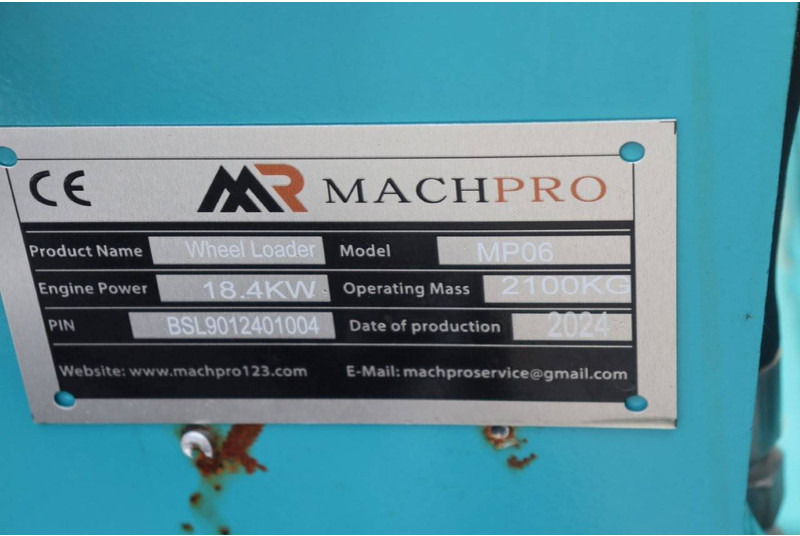 CE MR MACHPRO
Product Name Wheel Loader Model MP06
Engine Power 18.4KW Operating Mass 2100KG
PIN BSL9012401004 Date of production 2024
Website: www.machpro123.com E-Mail: machproservice@gmail.com